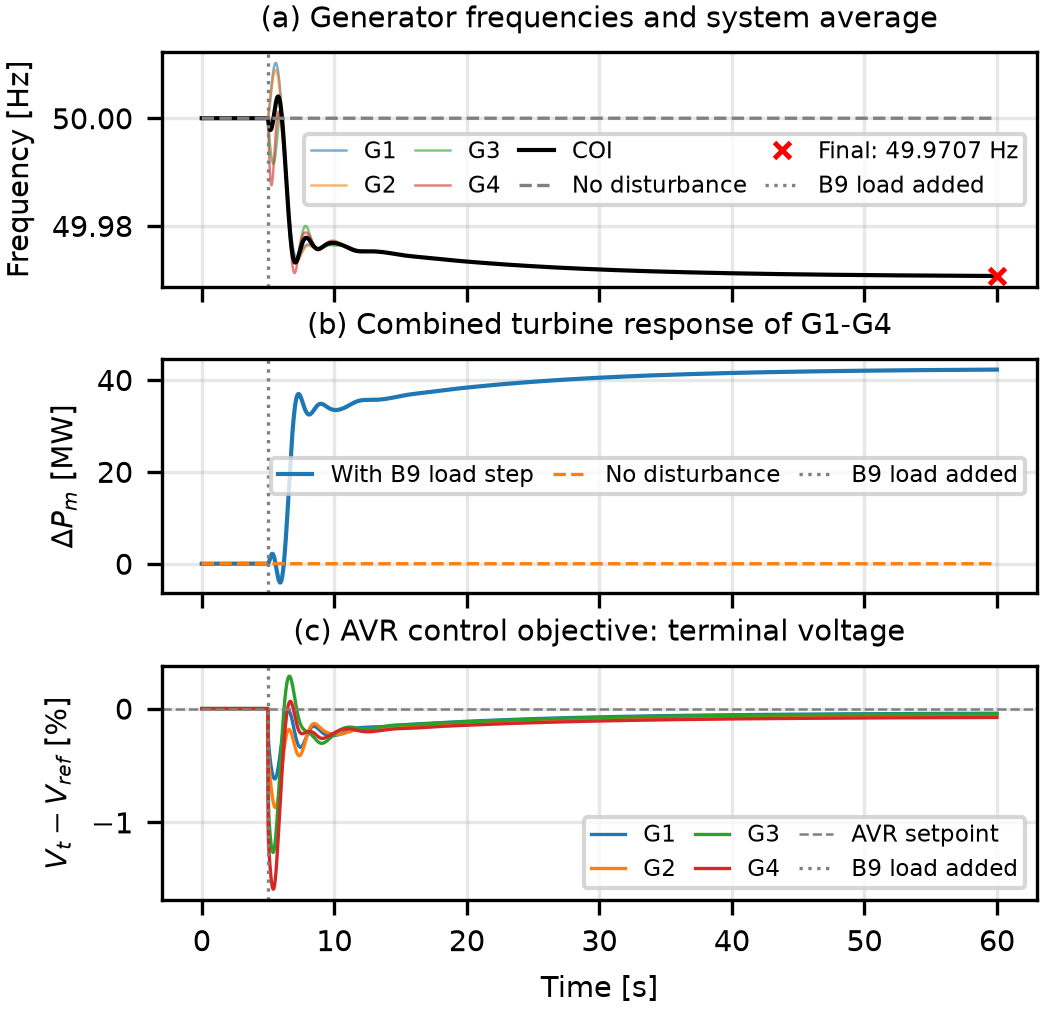 (a) Generator frequencies and system average
Frequency [Hz]
50.00
49.98
G1 G3 COI Final: 49.9707 Hz
G2 G4 No disturbance B9 load added
(b) Combined turbine response of G1-G4
ΔPm [MW]
40
20
0
With B9 load step No disturbance B9 load added
(c) AVR control objective: terminal voltage
Vt − Vref [%]
0
−1
G1 G3 AVR setpoint
G2 G4 B9 load added
0 10 20 30 40 50 60
Time [s]